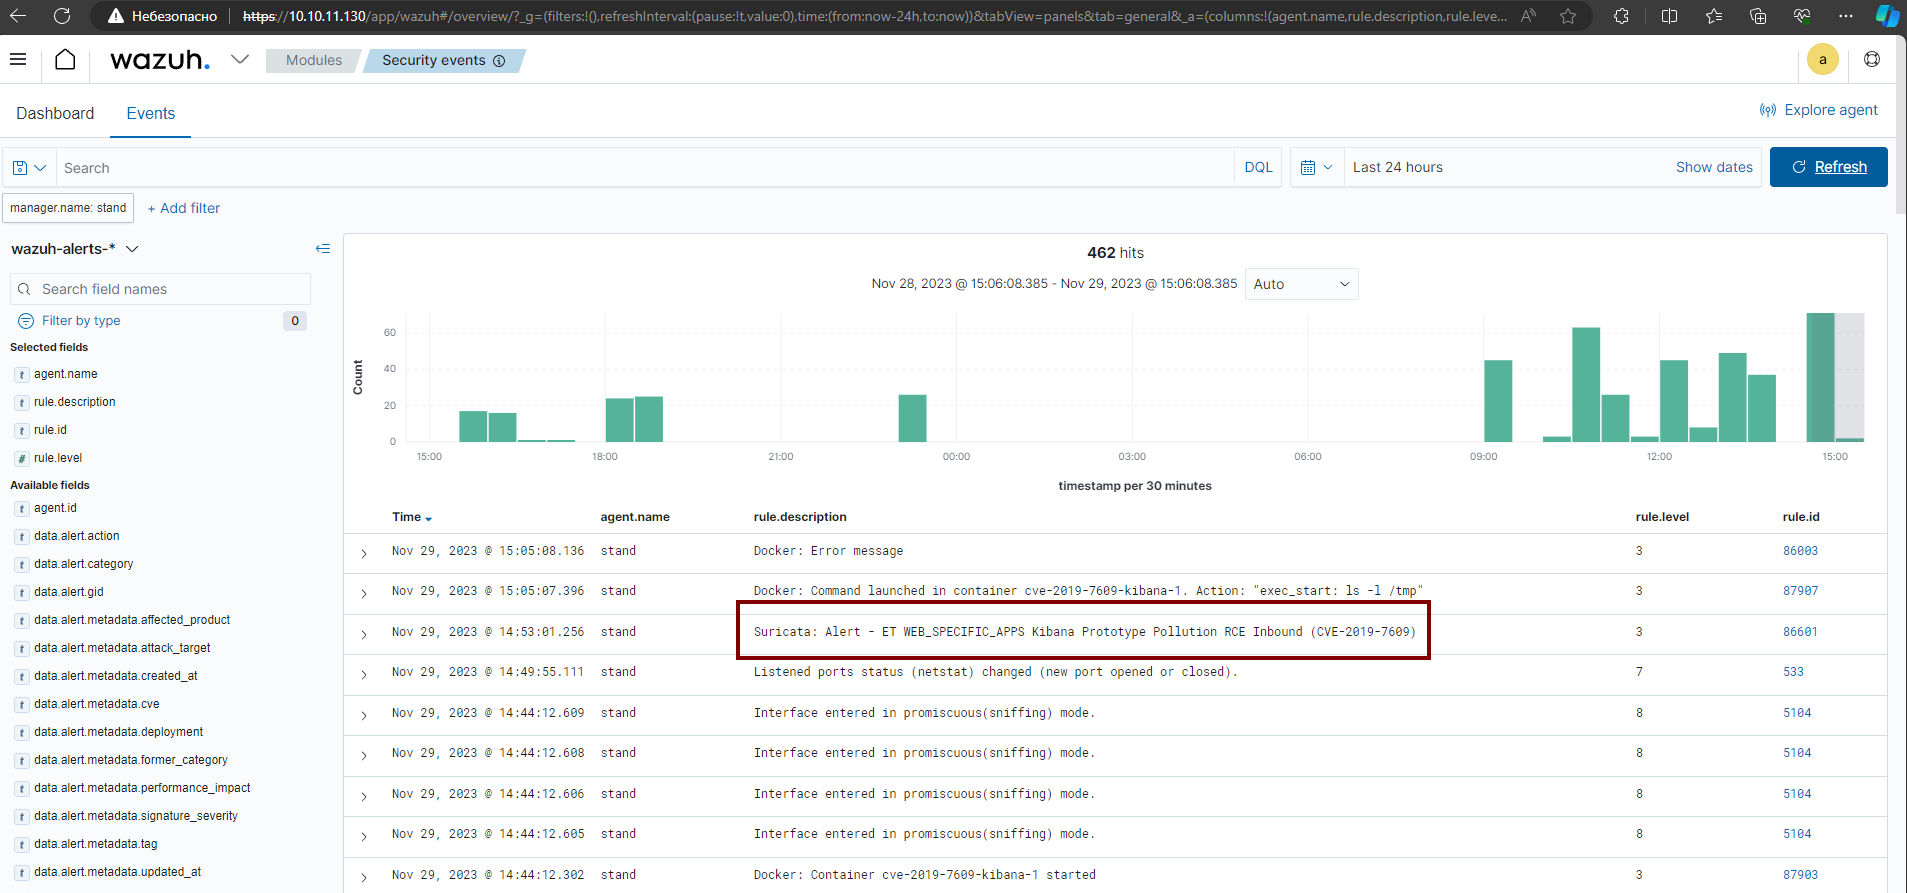 Небезопасно https://10.10.11.130/app/wazuh#/overview/?_g=(filters:!(),refreshInterval:(pause:!t,value:0),time:(from:now-24h,to:now))&tabView=panels&tab=general&_a=(columns:!(agent.name,rule.description,rule.leve...
wazuh. Modules Security events a
Dashboard Events Explore agent
Search DQL Last 24 hours Show dates Refresh
manager.name: stand + Add filter
wazuh-alerts-*
Search field names
Filter by type 0
Selected fields
t agent.name
t rule.description
t rule.id
# rule.level
Available fields
t agent.id
t data.alert.action
t data.alert.category
t data.alert.gid
t data.alert.metadata.affected_product
t data.alert.metadata.attack_target
t data.alert.metadata.created_at
t data.alert.metadata.cve
t data.alert.metadata.deployment
t data.alert.metadata.former_category
t data.alert.metadata.performance_impact
t data.alert.metadata.signature_severity
t data.alert.metadata.tag
t data.alert.metadata.updated_at
462 hits
Nov 28, 2023 @ 15:06:08.385 - Nov 29, 2023 @ 15:06:08.385 Auto
Count
60
40
20
0
15:00 18:00 21:00 00:00 03:00 06:00 09:00 12:00 15:00
timestamp per 30 minutes
Time agent.name rule.description rule.level rule.id
Nov 29, 2023 @ 15:05:08.136 stand Docker: Error message 3 86003
Nov 29, 2023 @ 15:05:07.396 stand Docker: Command launched in container cve-2019-7609-kibana-1. Action: "exec_start: ls -l /tmp" 3 87907
Nov 29, 2023 @ 14:53:01.256 stand Suricata: Alert - ET WEB_SPECIFIC_APPS Kibana Prototype Pollution RCE Inbound (CVE-2019-7609) 3 86601
Nov 29, 2023 @ 14:49:55.111 stand Listened ports status (netstat) changed (new port opened or closed). 7 533
Nov 29, 2023 @ 14:44:12.609 stand Interface entered in promiscuous(sniffing) mode. 8 5104
Nov 29, 2023 @ 14:44:12.608 stand Interface entered in promiscuous(sniffing) mode. 8 5104
Nov 29, 2023 @ 14:44:12.606 stand Interface entered in promiscuous(sniffing) mode. 8 5104
Nov 29, 2023 @ 14:44:12.605 stand Interface entered in promiscuous(sniffing) mode. 8 5104
Nov 29, 2023 @ 14:44:12.302 stand Docker: Container cve-2019-7609-kibana-1 started 3 87903